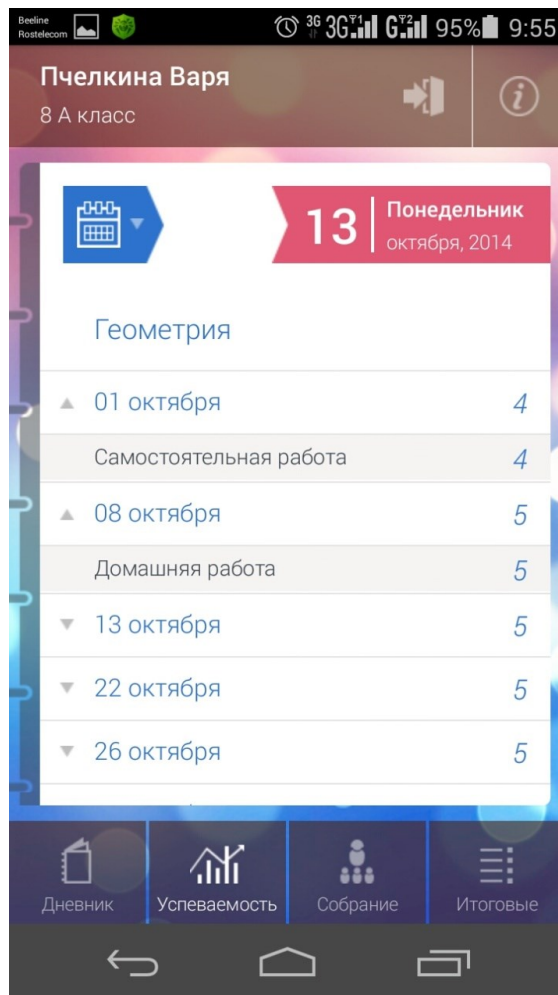 Beeline
Rostelecom
3G 3G 1 G 2 95% 9:55
Пчелкина Варя
8 А класс
13 Понедельник
октября, 2014
Геометрия
01 октября 4
Самостоятельная работа 4
08 октября 5
Домашняя работа 5
13 октября 5
22 октября 5
26 октября 5
Дневник Успеваемость Собрание Итоговые